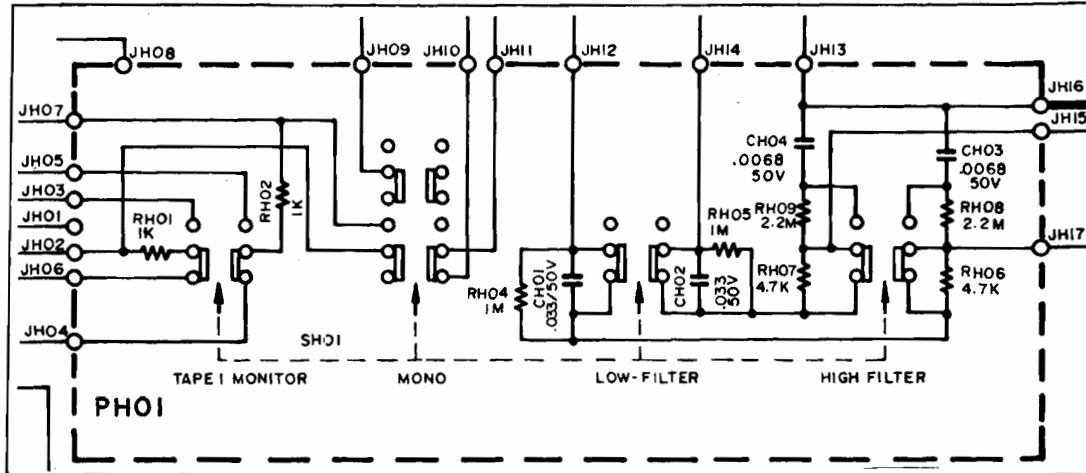 JH08
JH09
JH10
JH11
JH12
JH14
JH13
JH16
JH15
JH07
JH05
JH03
JH01
JH02
JH06
JH04
RH01
1K
RH02
1K
CH04
.0068
50V
CH03
.0068
50V
RH05
1M
RH09
2.2M
RH08
2.2M
JH17
RH04
1M
CH01
.033/50V
CH02
.033
50V
RH07
4.7K
RH06
4.7K
SH01
TAPE 1 MONITOR
MONO
LOW-FILTER
HIGH FILTER
PH01